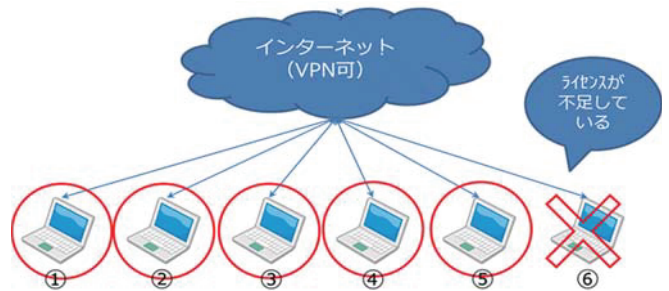 インターネット
（VPN可）
ﾗｲｾﾝｽが
不足して
いる
① ② ③ ④ ⑤ ⑥